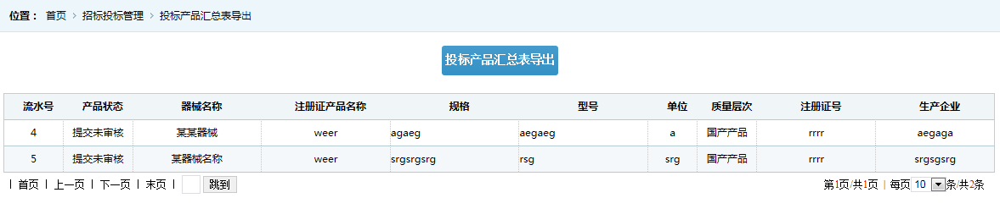 位置： 首页 > 招标投标管理 > 投标产品汇总表导出
投标产品汇总表导出
流水号 产品状态 器械名称 注册证产品名称 规格 型号 单位 质量层次 注册证号 生产企业
4 提交未审核 某某器械 weer agaeg aegaeg a 国产产品 rrrr aegaga
5 提交未审核 某器械名称 weer srgsrgsrg rsg srg 国产产品 rrrr srgsgsrg
| 首页 | 上一页 | 下一页 | 末页 | 跳到 第1页/共1页 | 每页 10 条/共2条